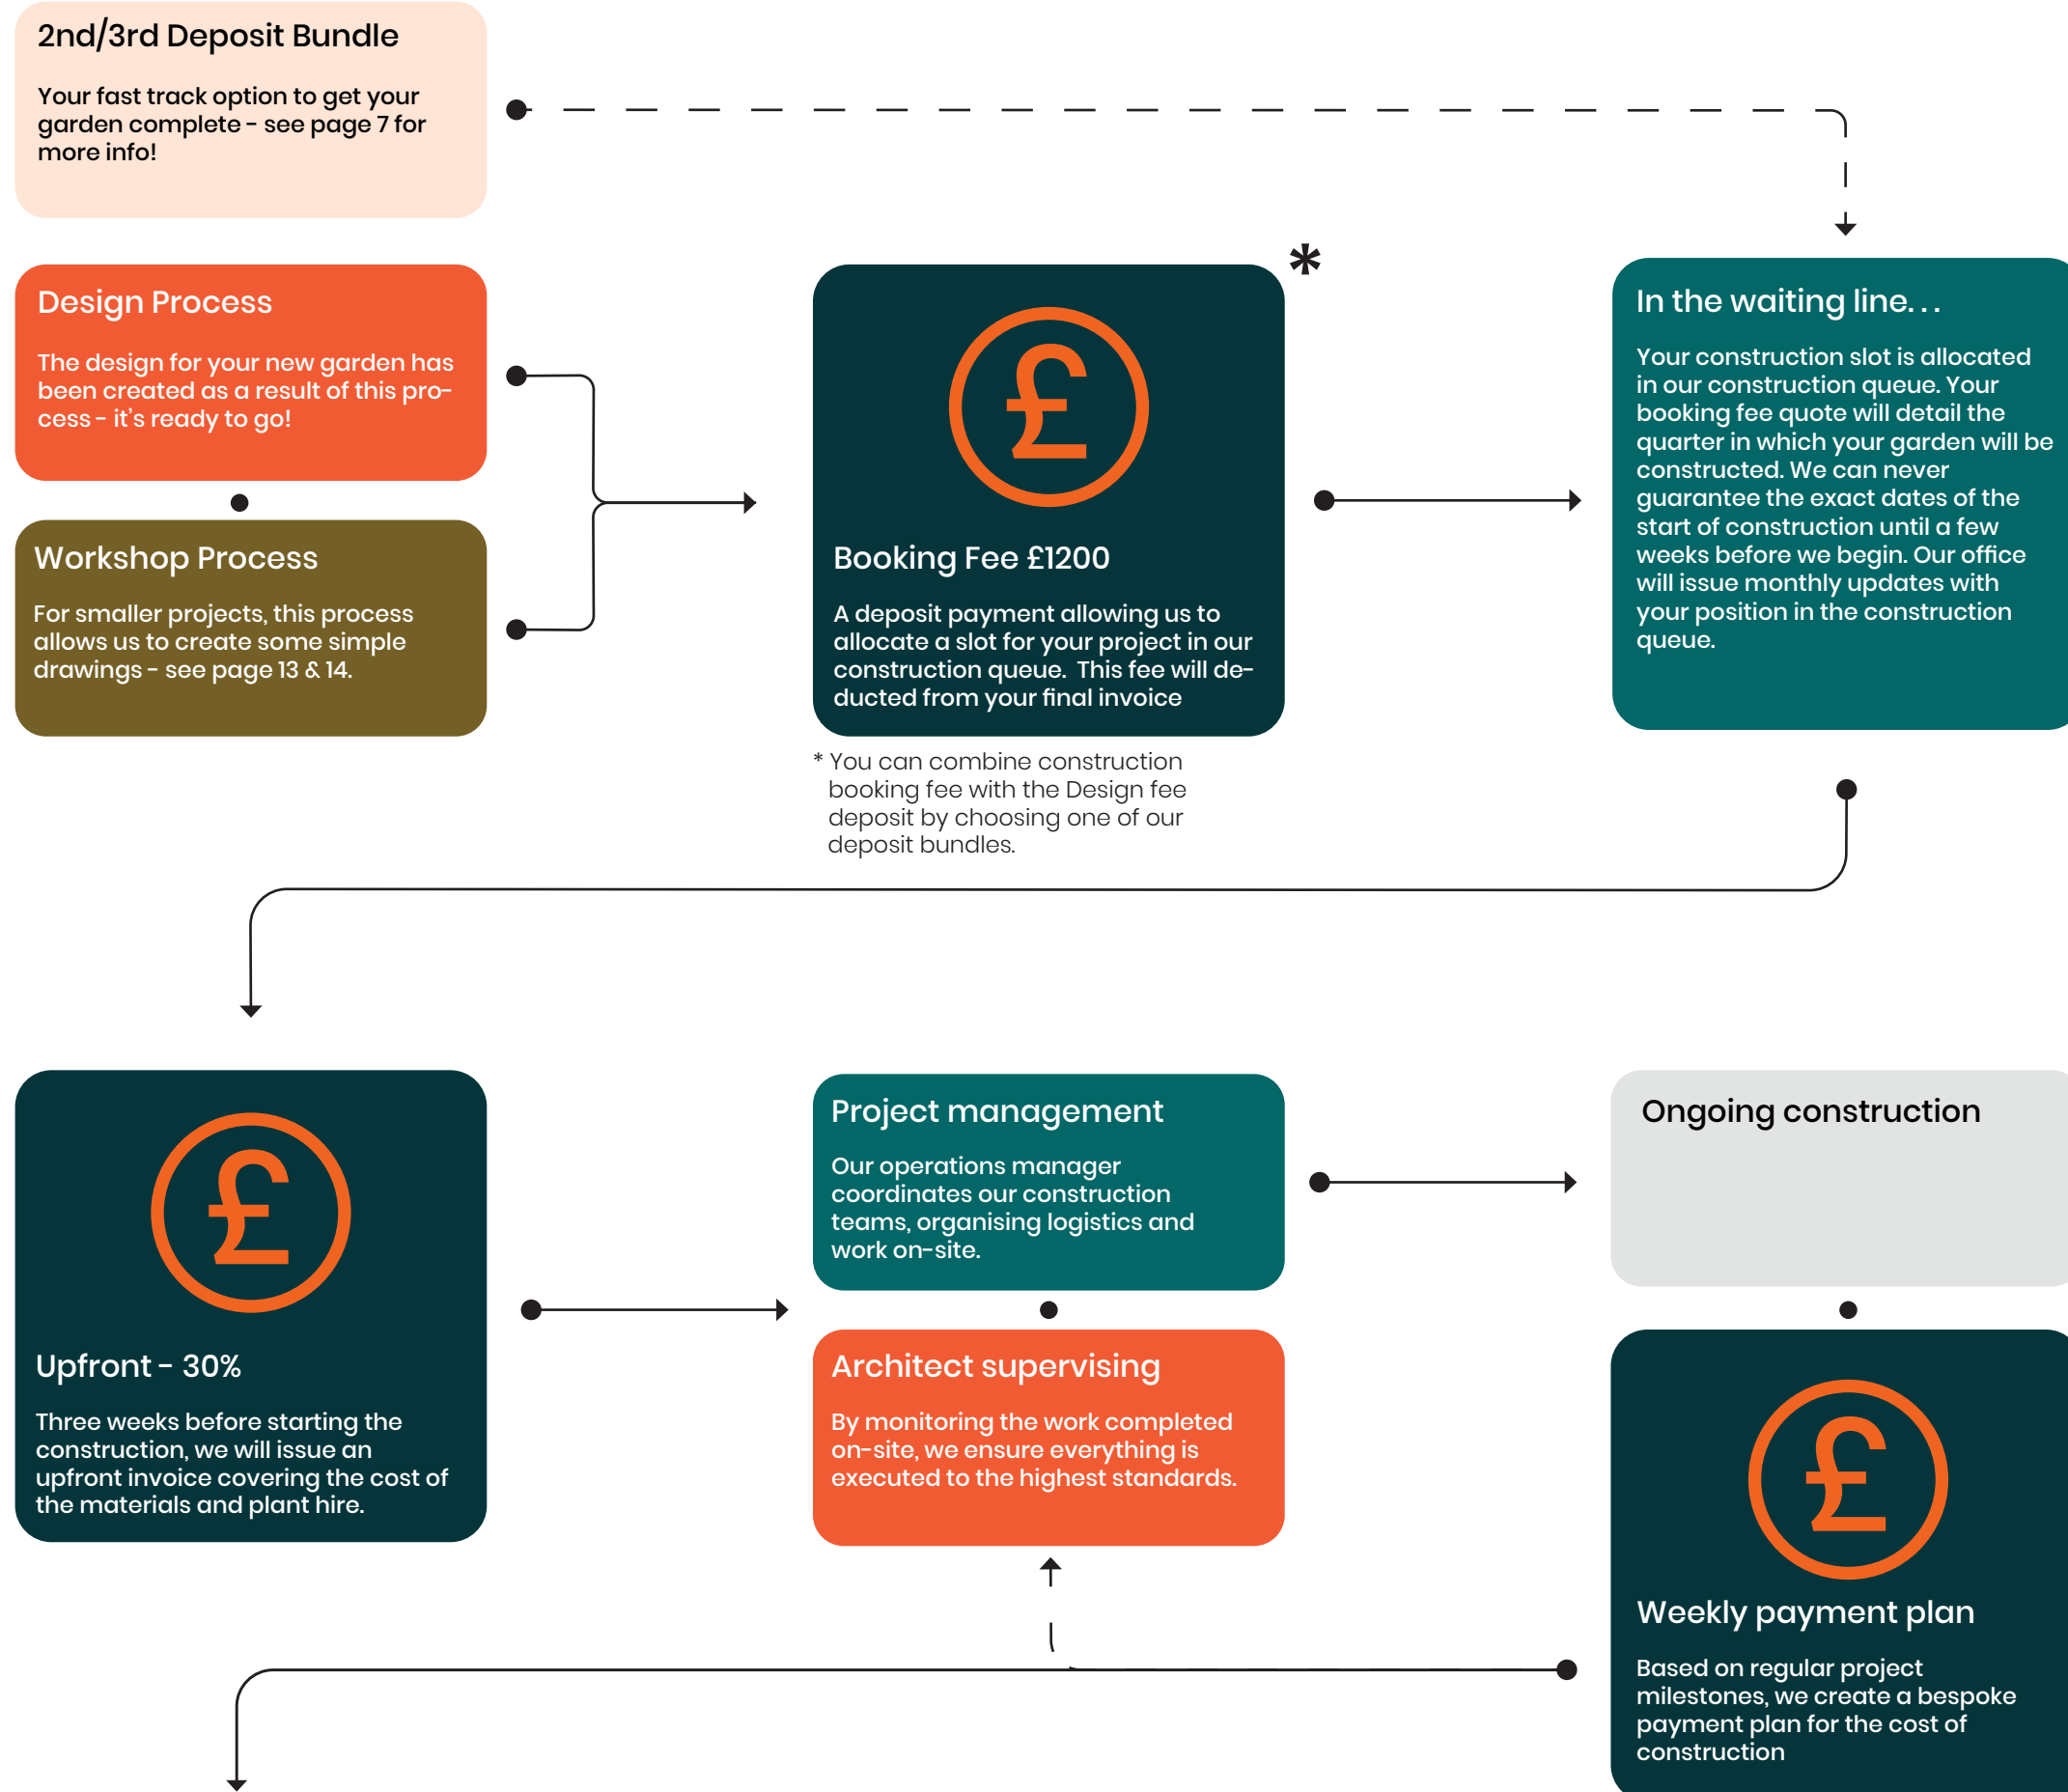 2nd/3rd Deposit Bundle
Your fast track option to get your
garden complete - see page 7 for
more info!
Design Process
The design for your new garden has
been created as a result of this pro-
cess - it's ready to go!
Workshop Process
For smaller projects, this process
allows us to create some simple
drawings - see page 13 & 14.
*
£
Booking Fee £1200
A deposit payment allowing us to
allocate a slot for your project in our
construction queue.  This fee will de-
ducted from your final invoice
* You can combine construction
booking fee with the Design fee
deposit by choosing one of our
deposit bundles.
In the waiting line...
Your construction slot is allocated
in our construction queue. Your
booking fee quote will detail the
quarter in which your garden will be
constructed. We can never
guarantee the exact dates of the
start of construction until a few
weeks before we begin. Our office
will issue monthly updates with
your position in the construction
queue.
£
Upfront - 30%
Three weeks before starting the
construction, we will issue an
upfront invoice covering the cost of
the materials and plant hire.
Project management
Our operations manager
coordinates our construction
teams, organising logistics and
work on-site.
Architect supervising
By monitoring the work completed
on-site, we ensure everything is
executed to the highest standards.
Ongoing construction
£
Weekly payment plan
Based on regular project
milestones, we create a bespoke
payment plan for the cost of
construction